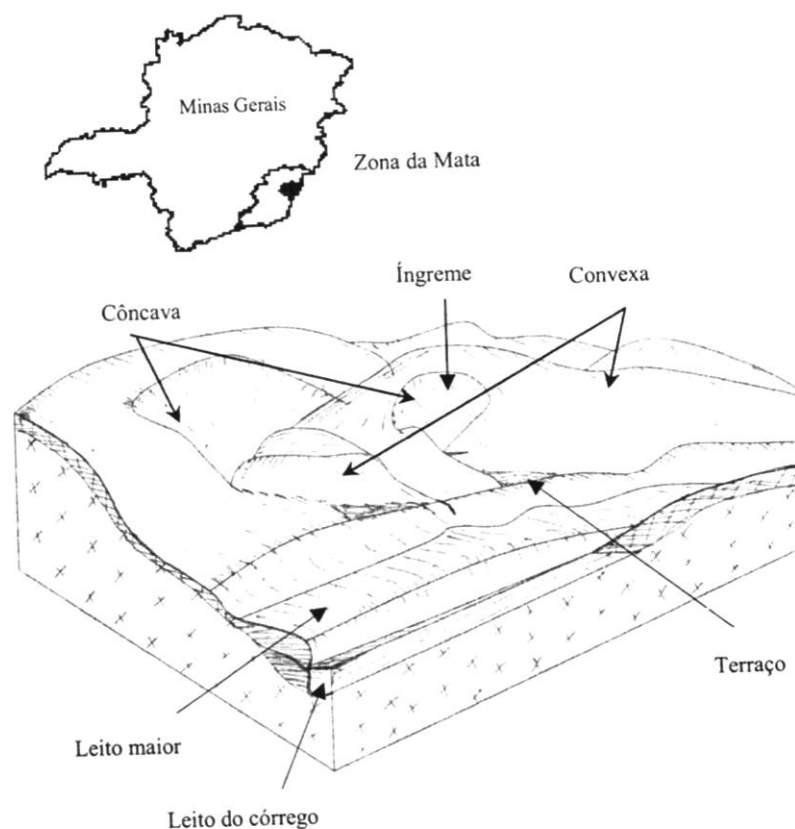 Minas Gerais
Zona da Mata
Íngreme
Convexa
Côncava
Terraço
Leito maior
Leito do córrego